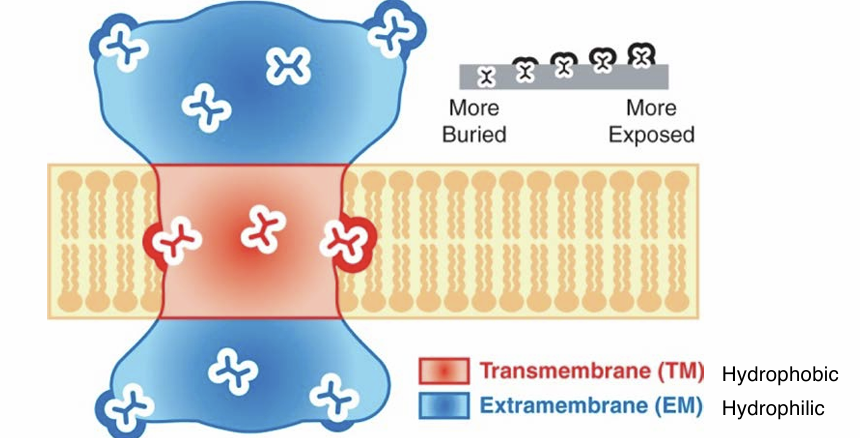 More
Buried
More
Exposed
Transmembrane (TM) Hydrophobic
Extramembrane (EM) Hydrophilic